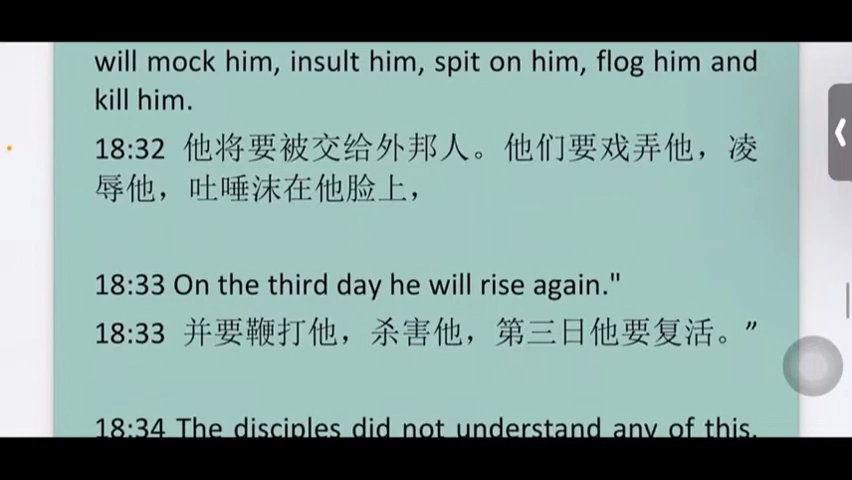 will mock him, insult him, spit on him, flog him and
kill him.
18:32 他将要被交给外邦人。他们要戏弄他，凌
辱他，吐唾沫在他脸上，
18:33 On the third day he will rise again."
18:33 并要鞭打他，杀害他，第三日他要复活。”
18:34 The disciples did not understand any of this.